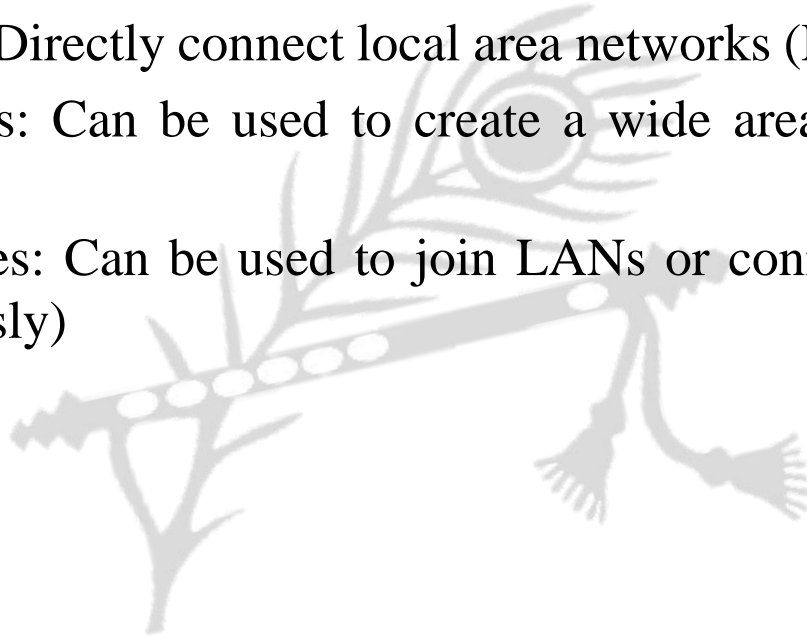 Directly connect local area networks (
s: Can be used to create a wide area
es: Can be used to join LANs or con
sly)